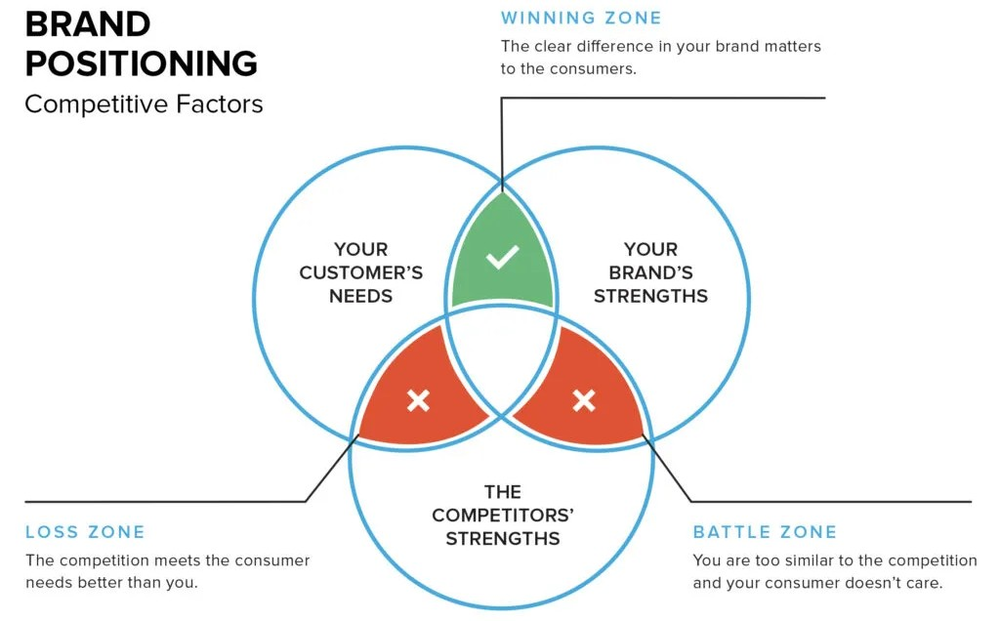 BRAND
POSITIONING
Competitive Factors
WINNING ZONE
The clear difference in your brand matters
to the consumers.
YOUR
CUSTOMER’S
NEEDS
YOUR
BRAND’S
STRENGTHS
THE
COMPETITORS’
STRENGTHS
LOSS ZONE
The competition meets the consumer
needs better than you.
BATTLE ZONE
You are too similar to the competition
and your consumer doesn’t care.